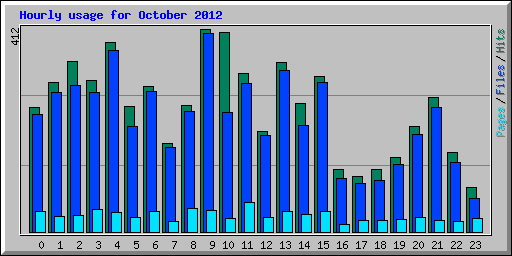 Hourly usage for October 2012
412
Pages/Files/Hits
0 1 2 3 4 5 6 7 8 9 10 11 12 13 14 15 16 17 18 19 20 21 22 23